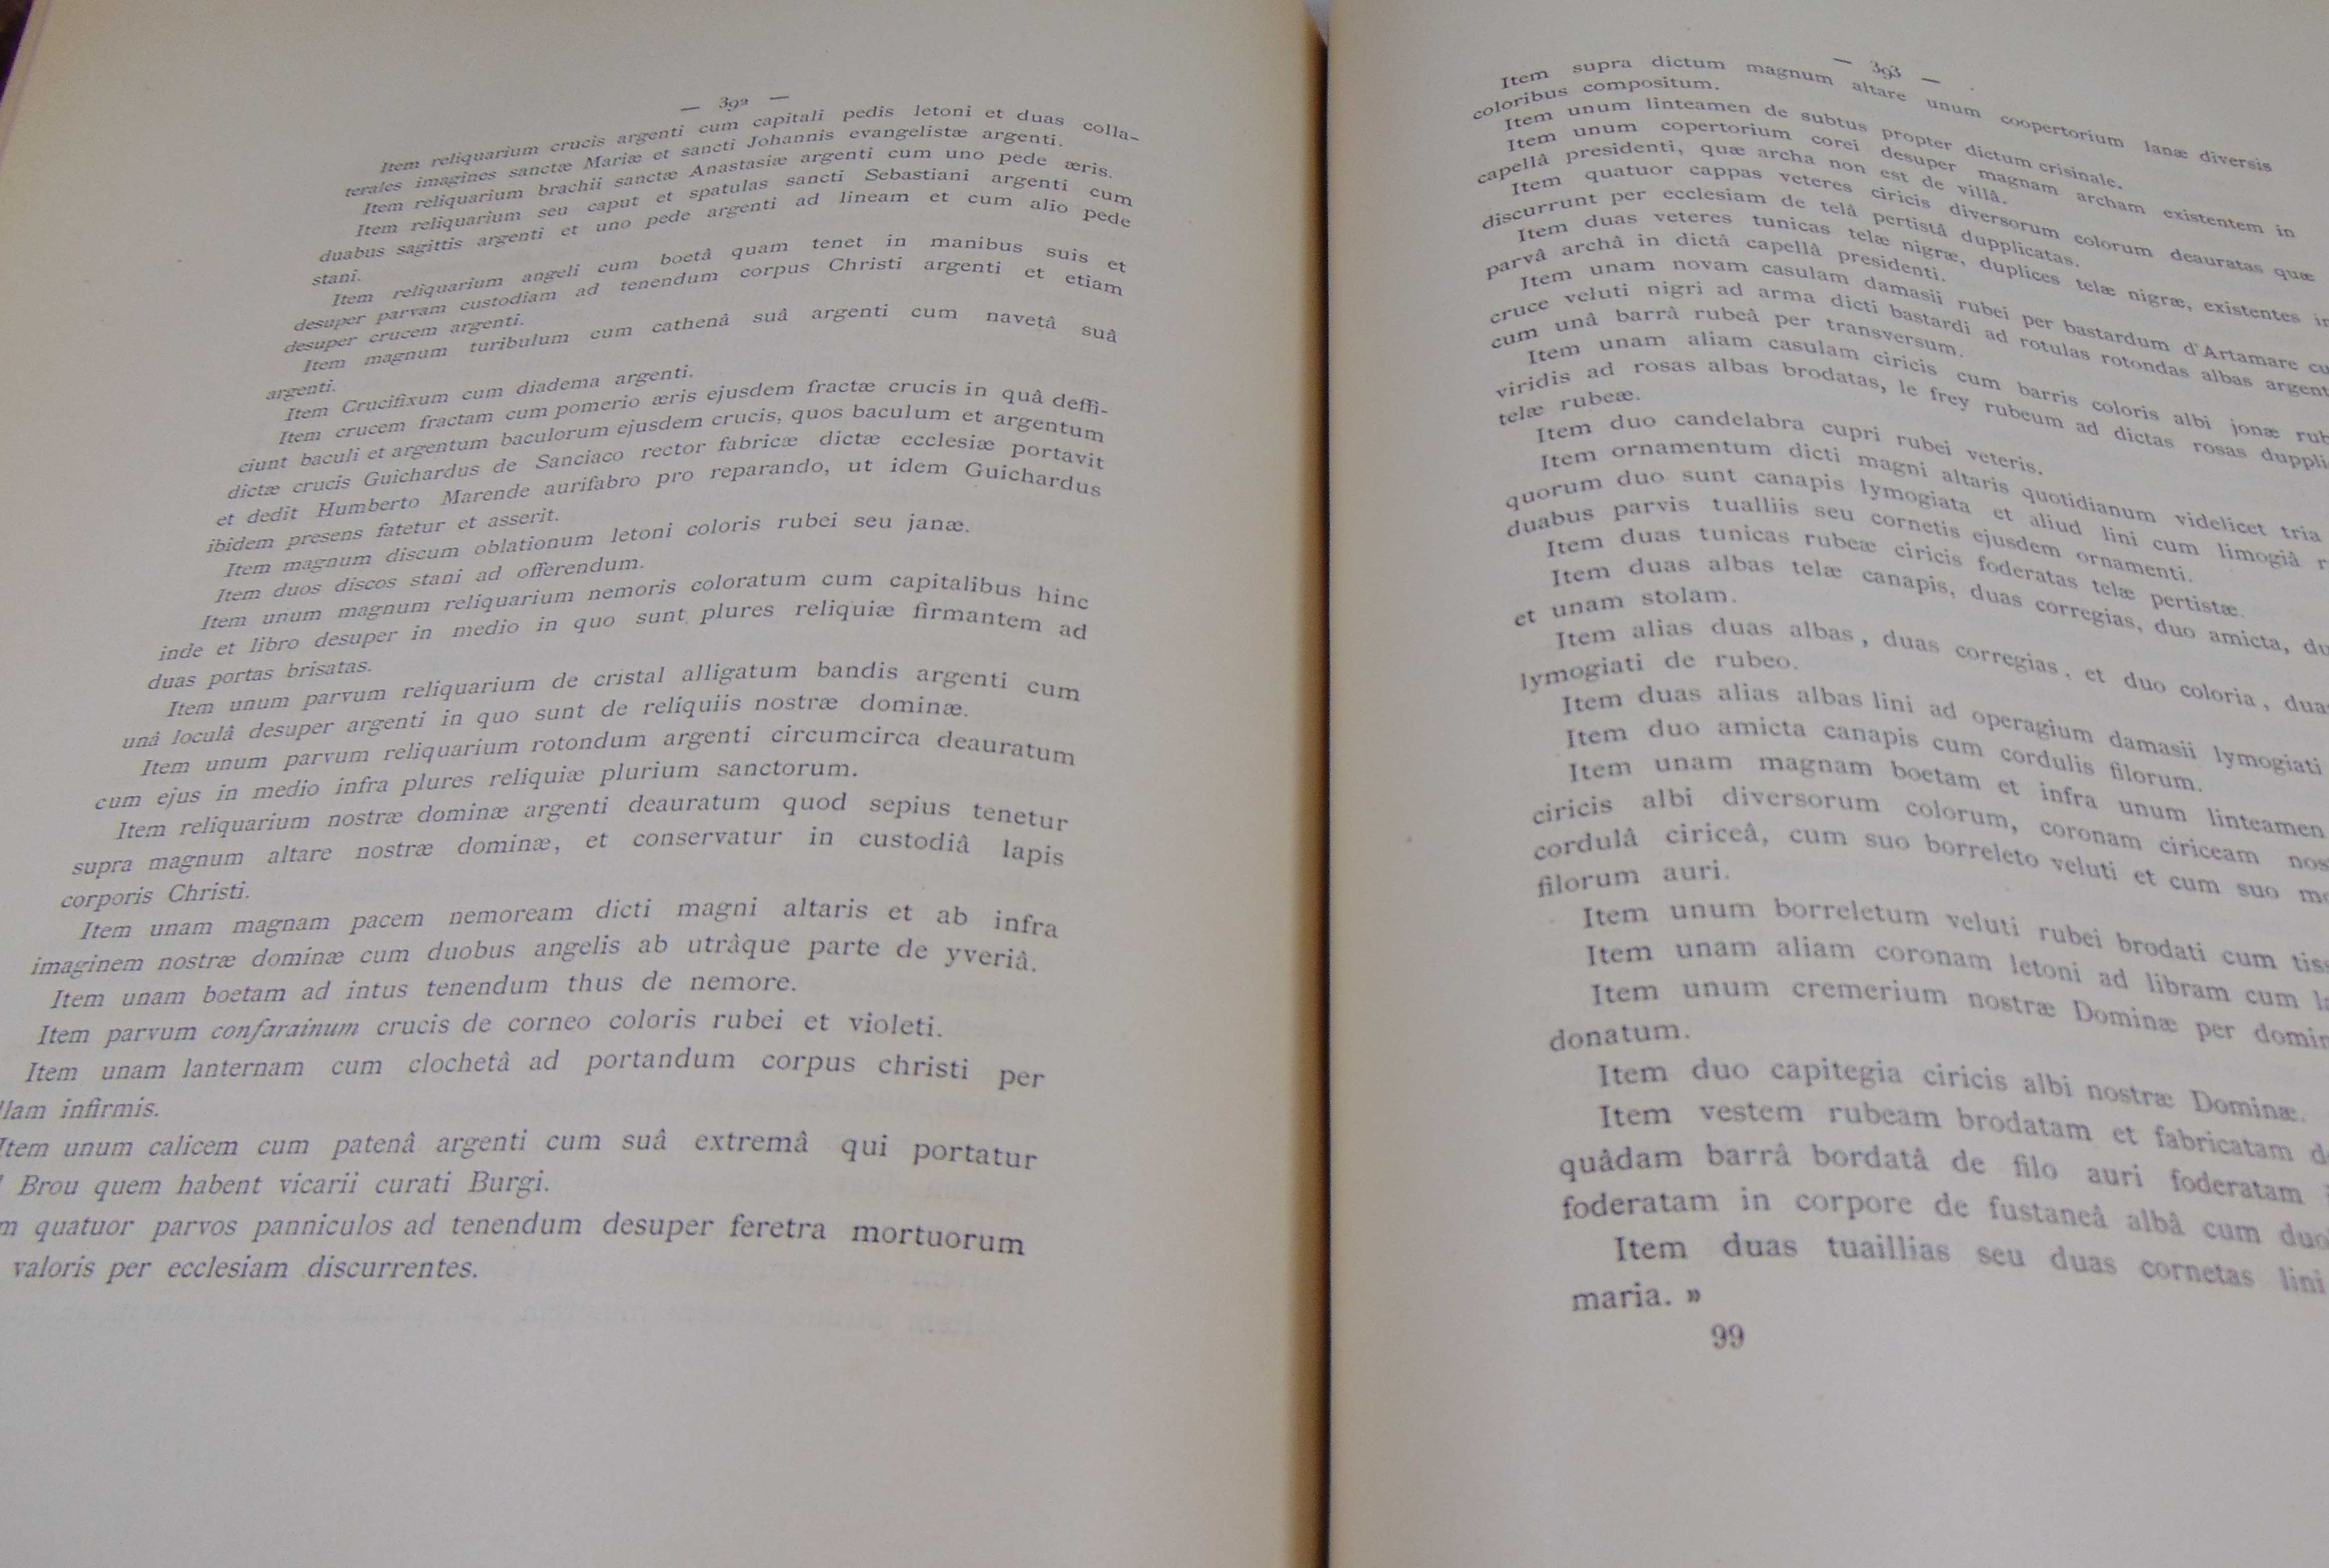 — 392 —
Item reliquarium crucis argenti cum capitali pedis letoni et duas colla-
terales imagines sanctæ Mariæ et sancti Johannis evangelistæ argenti.
Item reliquarium brachii sanctæ Anastasiæ argenti cum uno pede æris.
Item reliquarium seu caput et spatulas sancti Sebastiani argenti cum
duabus sagittis argenti et uno pede argenti ad lineam et cum alio pede
stani.
Item reliquarium angeli cum boetâ quam tenet in manibus suis et
desuper parvam custodiam ad tenendum corpus Christi argenti et etiam
desuper crucem argenti.
Item magnum turibulum cum cathenâ suâ argenti cum navetâ suâ
argenti.
Item Crucifixum cum diadema argenti.
Item crucem fractam cum pomerio æris ejusdem fractæ crucis in quâ deffi-
ciunt baculi et argentum baculorum ejusdem crucis, quos baculum et argentum
dictæ crucis Guichardus de Sanciaco rector fabricæ dictæ ecclesiæ portavit
et dedit Humberto Marende aurifabro pro reparando, ut idem Guichardus
ibidem presens fatetur et asserit.
Item magnum discum oblationum letoni coloris rubei seu janæ.
Item duos discos stani ad offerendum.
Item unum magnum reliquarium nemoris coloratum cum capitalibus hinc
inde et libro desuper in medio in quo sunt plures reliquiæ firmantem ad
duas portas brisatas.
Item unum parvum reliquarium de cristal alligatum bandis argenti cum
unâ loculâ desuper argenti in quo sunt de reliquiis nostræ dominæ.
Item unum parvum reliquarium rotondum argenti circumcirca deauratum
cum ejus in medio infra plures reliquiæ plurium sanctorum.
Item reliquarium nostræ dominæ argenti deauratum quod sepius tenetur
supra magnum altare nostræ dominæ, et conservatur in custodiâ lapis
corporis Christi.
Item unam magnam pacem nemoream dicti magni altaris et ab infra
imaginem nostræ dominæ cum duobus angelis ab utrâque parte de yveriâ.
Item unam boetam ad intus tenendum thus de nemore.
Item parvum confarainum crucis de corneo coloris rubei et violeti.
Item unam lanternam cum clochetâ ad portandum corpus christi per
llam infirmis.
Item unum calicem cum patenâ argenti cum suâ extremâ qui portatur
Brou quem habent vicarii curati Burgi.
m quatuor parvos panniculos ad tenendum desuper feretra mortuorum
valoris per ecclesiam discurrentes.
— 393 —
Item supra dictum magnum altare unum coopertorium lanæ diversis
coloribus compositum.
Item unum linteamen de subtus propter dictum crisinale.
Item unum copertorium corei desuper magnam archam existentem in
capellâ presidenti, quæ archa non est de villâ.
Item quatuor cappas veteres ciricis diversorum colorum deauratas quæ
discurrunt per ecclesiam de telâ pertistâ dupplicatas.
Item duas veteres tunicas telæ nigræ, duplices telæ nigræ, existentes in
parvâ archâ in dictâ capellâ presidenti.
Item unam novam casulam damasii rubei per bastardum d'Artamare cu
cruce veluti nigri ad arma dicti bastardi ad rotulas rotondas albas argent
cum unâ barrâ rubeâ per transversum.
Item unam aliam casulam ciricis cum barris coloris albi jonæ rub
viridis ad rosas albas brodatas, le frey rubeum ad dictas rosas duppli
telæ rubeæ.
Item duo candelabra cupri rubei veteris.
Item ornamentum dicti magni altaris quotidianum videlicet tria
quorum duo sunt canapis lymogiata et aliud lini cum limogiâ r
duabus parvis tualliis seu cornetis ejusdem ornamenti.
Item duas tunicas rubeæ ciricis foderatas telæ pertistæ.
Item duas albas telæ canapis, duas corregias, duo amicta, du
et unam stolam.
Item alias duas albas, duas corregias, et duo coloria, dua
lymogiati de rubeo.
Item duas alias albas lini ad operagium damasii lymogiati
Item duo amicta canapis cum cordulis filorum.
Item unam magnam boetam et infra unum linteamen
ciricis albi diversorum colorum, coronam ciriceam nos
cordulâ ciriceâ, cum suo borreleto veluti et cum suo mo
filorum auri.
Item unum borreletum veluti rubei brodati cum tiss
Item unam aliam coronam letoni ad libram cum la
Item unum cremerium nostræ Dominæ per domin
donatum.
Item duo capitegia ciricis albi nostræ Dominæ.
Item vestem rubeam brodatam et fabricatam d
quâdam barrâ bordatâ de filo auri foderatam
foderatam in corpore de fustaneâ albâ cum duo
Item duas tuaillias seu duas cornetas lini
maria. »
99